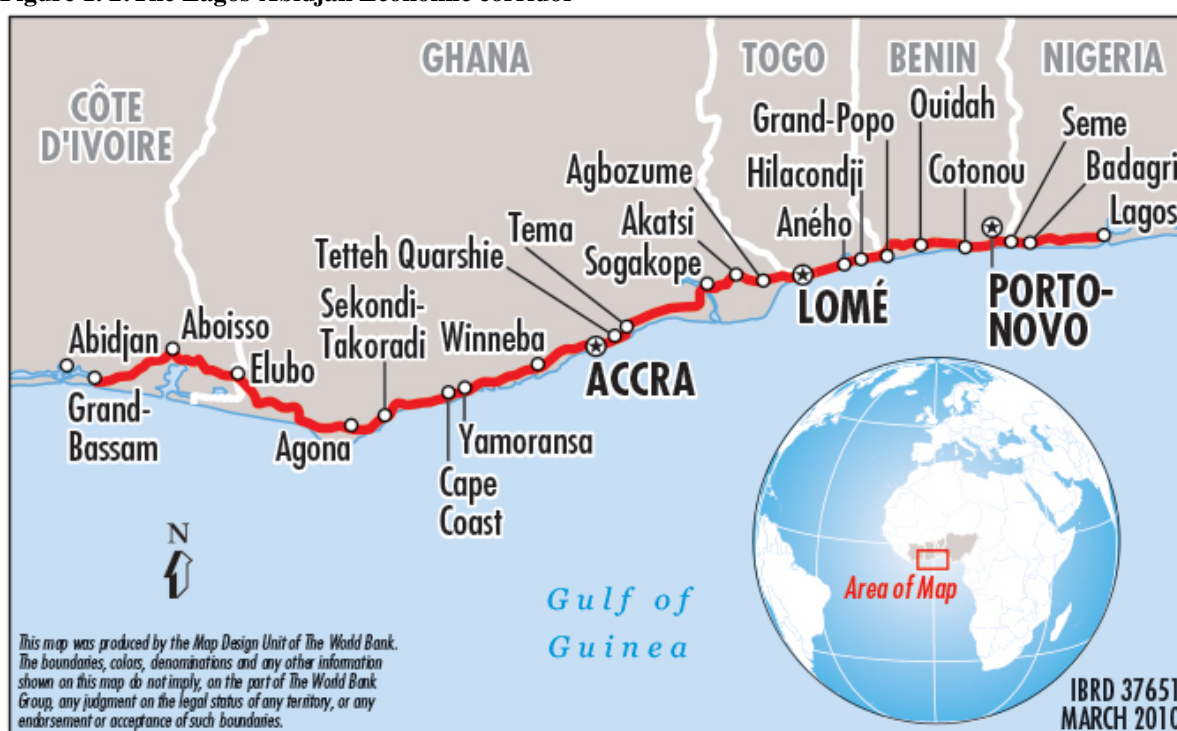 GHANA
TOGO
BENIN
NIGERIA
CÔTE
D'IVOIRE
Grand-Popo
Ouidah
Seme
Agbozume
Hilacondji
Cotonou
Badagri
Tema
Akatsi
Aného
Lagos
Tetteh Quarshie
Sogakope
Sekondi-
Takoradi
LOMÉ
PORTO-
NOVO
Abidjan
Aboisso
Winneba
Elubo
ACCRA
Grand-
Bassam
Agona
Yamoransa
Cape
Coast
N
Gulf of
Guinea
Area of Map
This map was produced by the Map Design Unit of The World Bank.
The boundaries, colors, denominations and any other information
shown on this map do not imply, on the part of The World Bank
Group, any judgment on the legal status of any territory, or any
endorsement or acceptance of such boundaries.
IBRD 37651
MARCH 2010